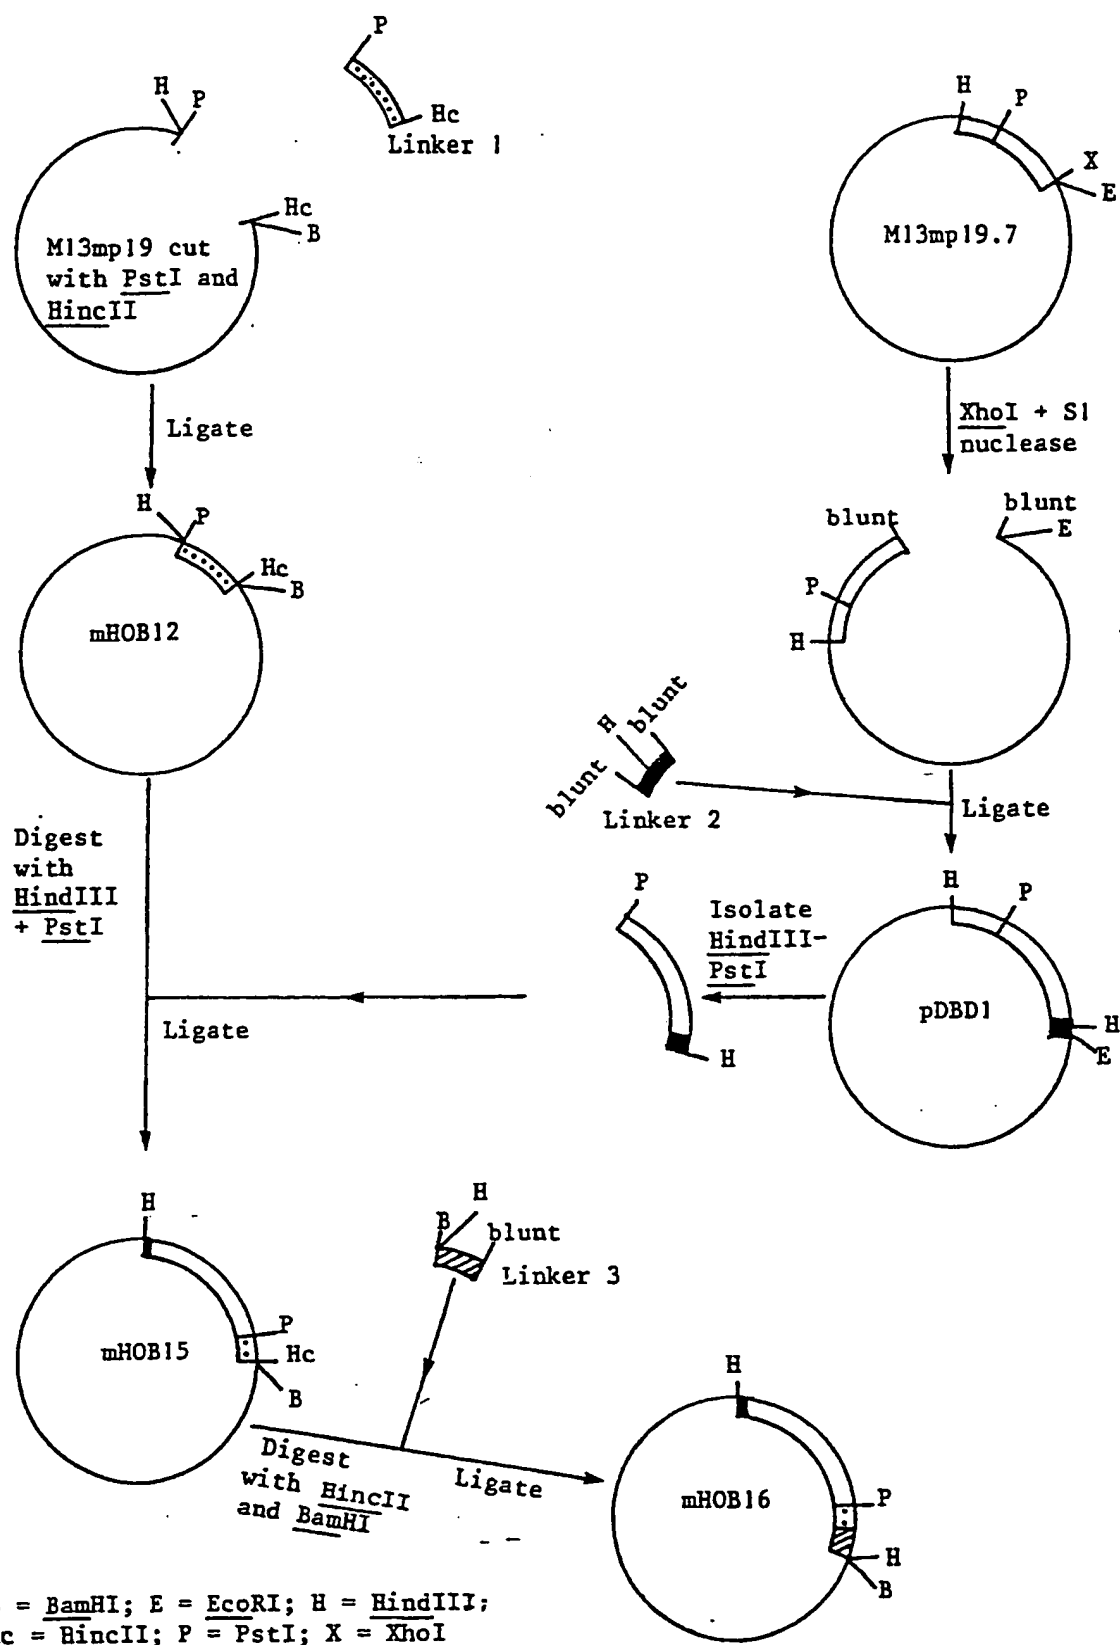 P
H
P
Hc
Linker 1
Hc
B
M13mp19 cut
with PstI and
HincII
H
P
X
E
M13mp19.7
Ligate
XhoI + S1
nuclease
H
P
Hc
B
mHOB12
blunt
blunt
E
P
H
H
blunt
blunt
Linker 2
Ligate
Digest
with
HindIII
+ PstI
P
Isolate
HindIII-
PstI
H
H
P
pDBD1
H
E
Ligate
H
P
Hc
B
mHOB15
B
H
blunt
Linker 3
Digest
with HincII
and BamHI
Ligate
H
mHOB16
P
H
B
= BamHI; E = EcoRI; H = HindIII;
c = HincII; P = PstI; X = XhoI